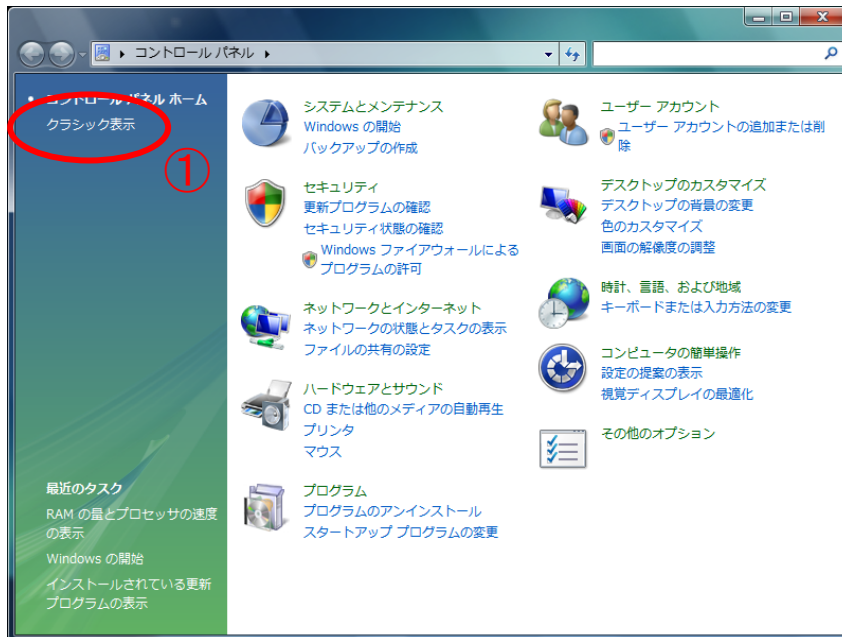 コントロール パネル
コントロール パネル ホーム
クラシック表示
①
最近のタスク
RAM の量とプロセッサの速度
の表示
Windows の開始
インストールされている更新
プログラムの表示
システムとメンテナンス
Windows の開始
バックアップの作成
セキュリティ
更新プログラムの確認
セキュリティ状態の確認
Windows ファイアウォールによる
プログラムの許可
ネットワークとインターネット
ネットワークの状態とタスクの表示
ファイルの共有の設定
ハードウェアとサウンド
CD または他のメディアの自動再生
プリンタ
マウス
プログラム
プログラムのアンインストール
スタートアップ プログラムの変更
ユーザー アカウント
ユーザー アカウントの追加または削
除
デスクトップのカスタマイズ
デスクトップの背景の変更
色のカスタマイズ
画面の解像度の調整
時計、言語、および地域
キーボードまたは入力方法の変更
コンピュータの簡単操作
設定の提案の表示
視覚ディスプレイの最適化
その他のオプション